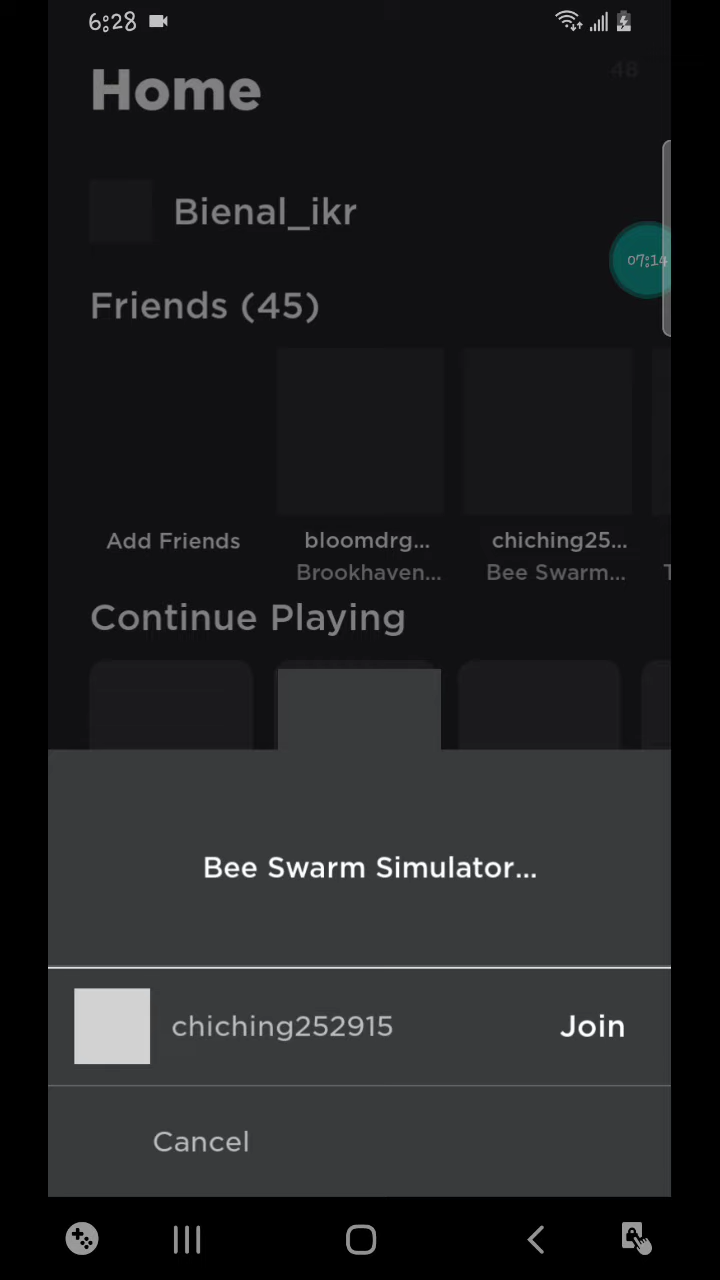 6:28
48
Home
Bienal_ikr
07:14
Friends (45)
Add Friends
bloomdrg...
chiching25...
Brookhaven...
Bee Swarm...
T
Continue Playing
Bee Swarm Simulator...
chiching252915
Join
Cancel